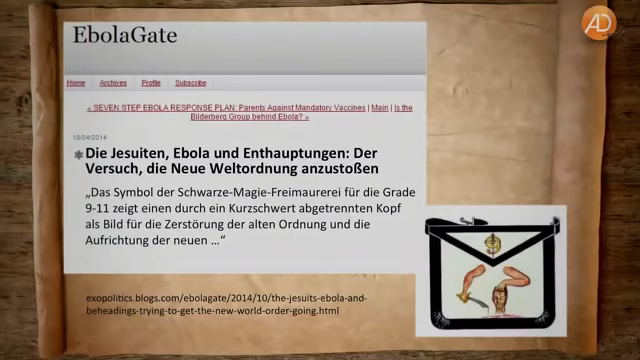 AD
EbolaGate
Home Archives Profile Subscribe
« SEVEN STEP EBOLA RESPONSE PLAN: Parents Against Mandatory Vaccines | Main | Is the
Bilderberg Group behind Ebola? »
10/04/2014
Die Jesuiten, Ebola und Enthauptungen: Der
Versuch, die Neue Weltordnung anzustoßen
„Das Symbol der Schwarze-Magie-Freimaurerei für die Grade
9-11 zeigt einen durch ein Kurzschwert abgetrennten Kopf
als Bild für die Zerstörung der alten Ordnung und die
Aufrichtung der neuen …“
exopolitics.blogs.com/ebolagate/2014/10/the-jesuits-ebola-and-
beheadings-trying-to-get-the-new-world-order-going.html